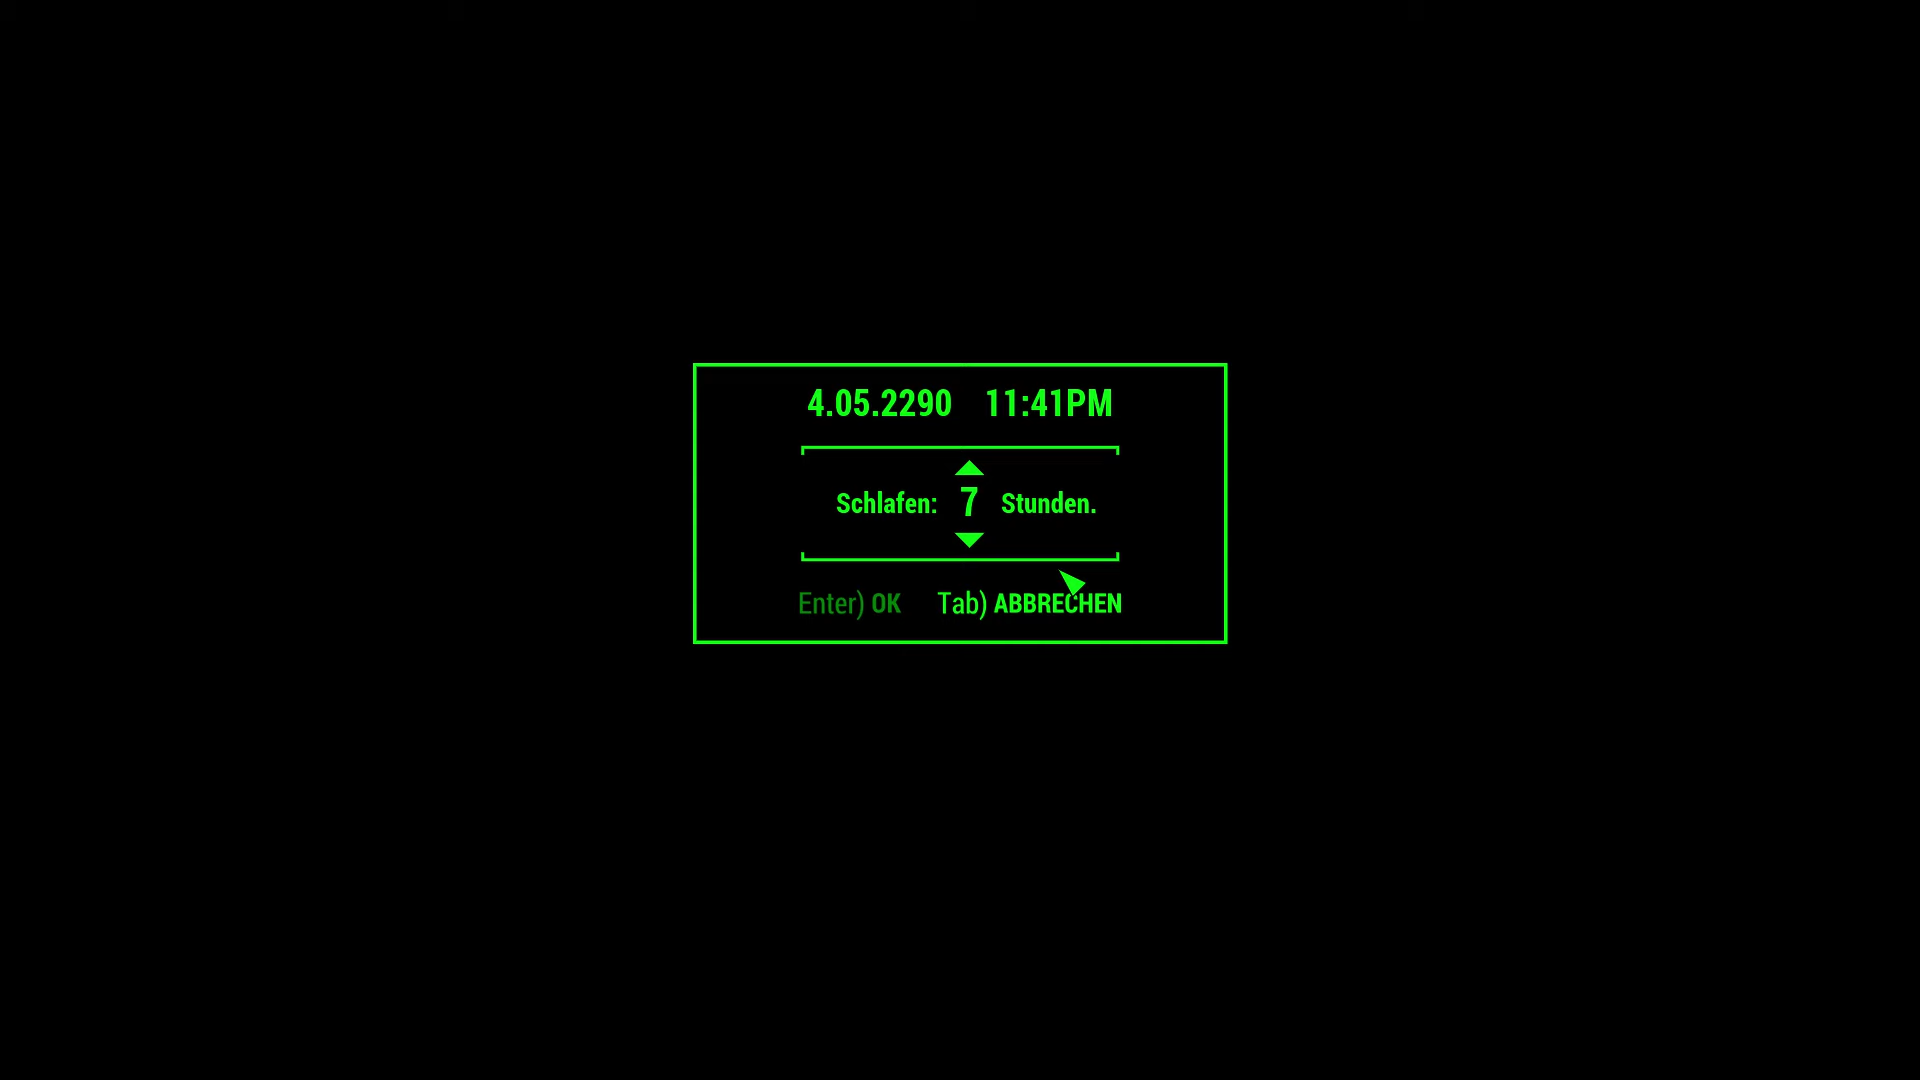 4.05.2290 11:41PM
Schlafen: 7 Stunden.
Enter) OK Tab) ABBRECHEN